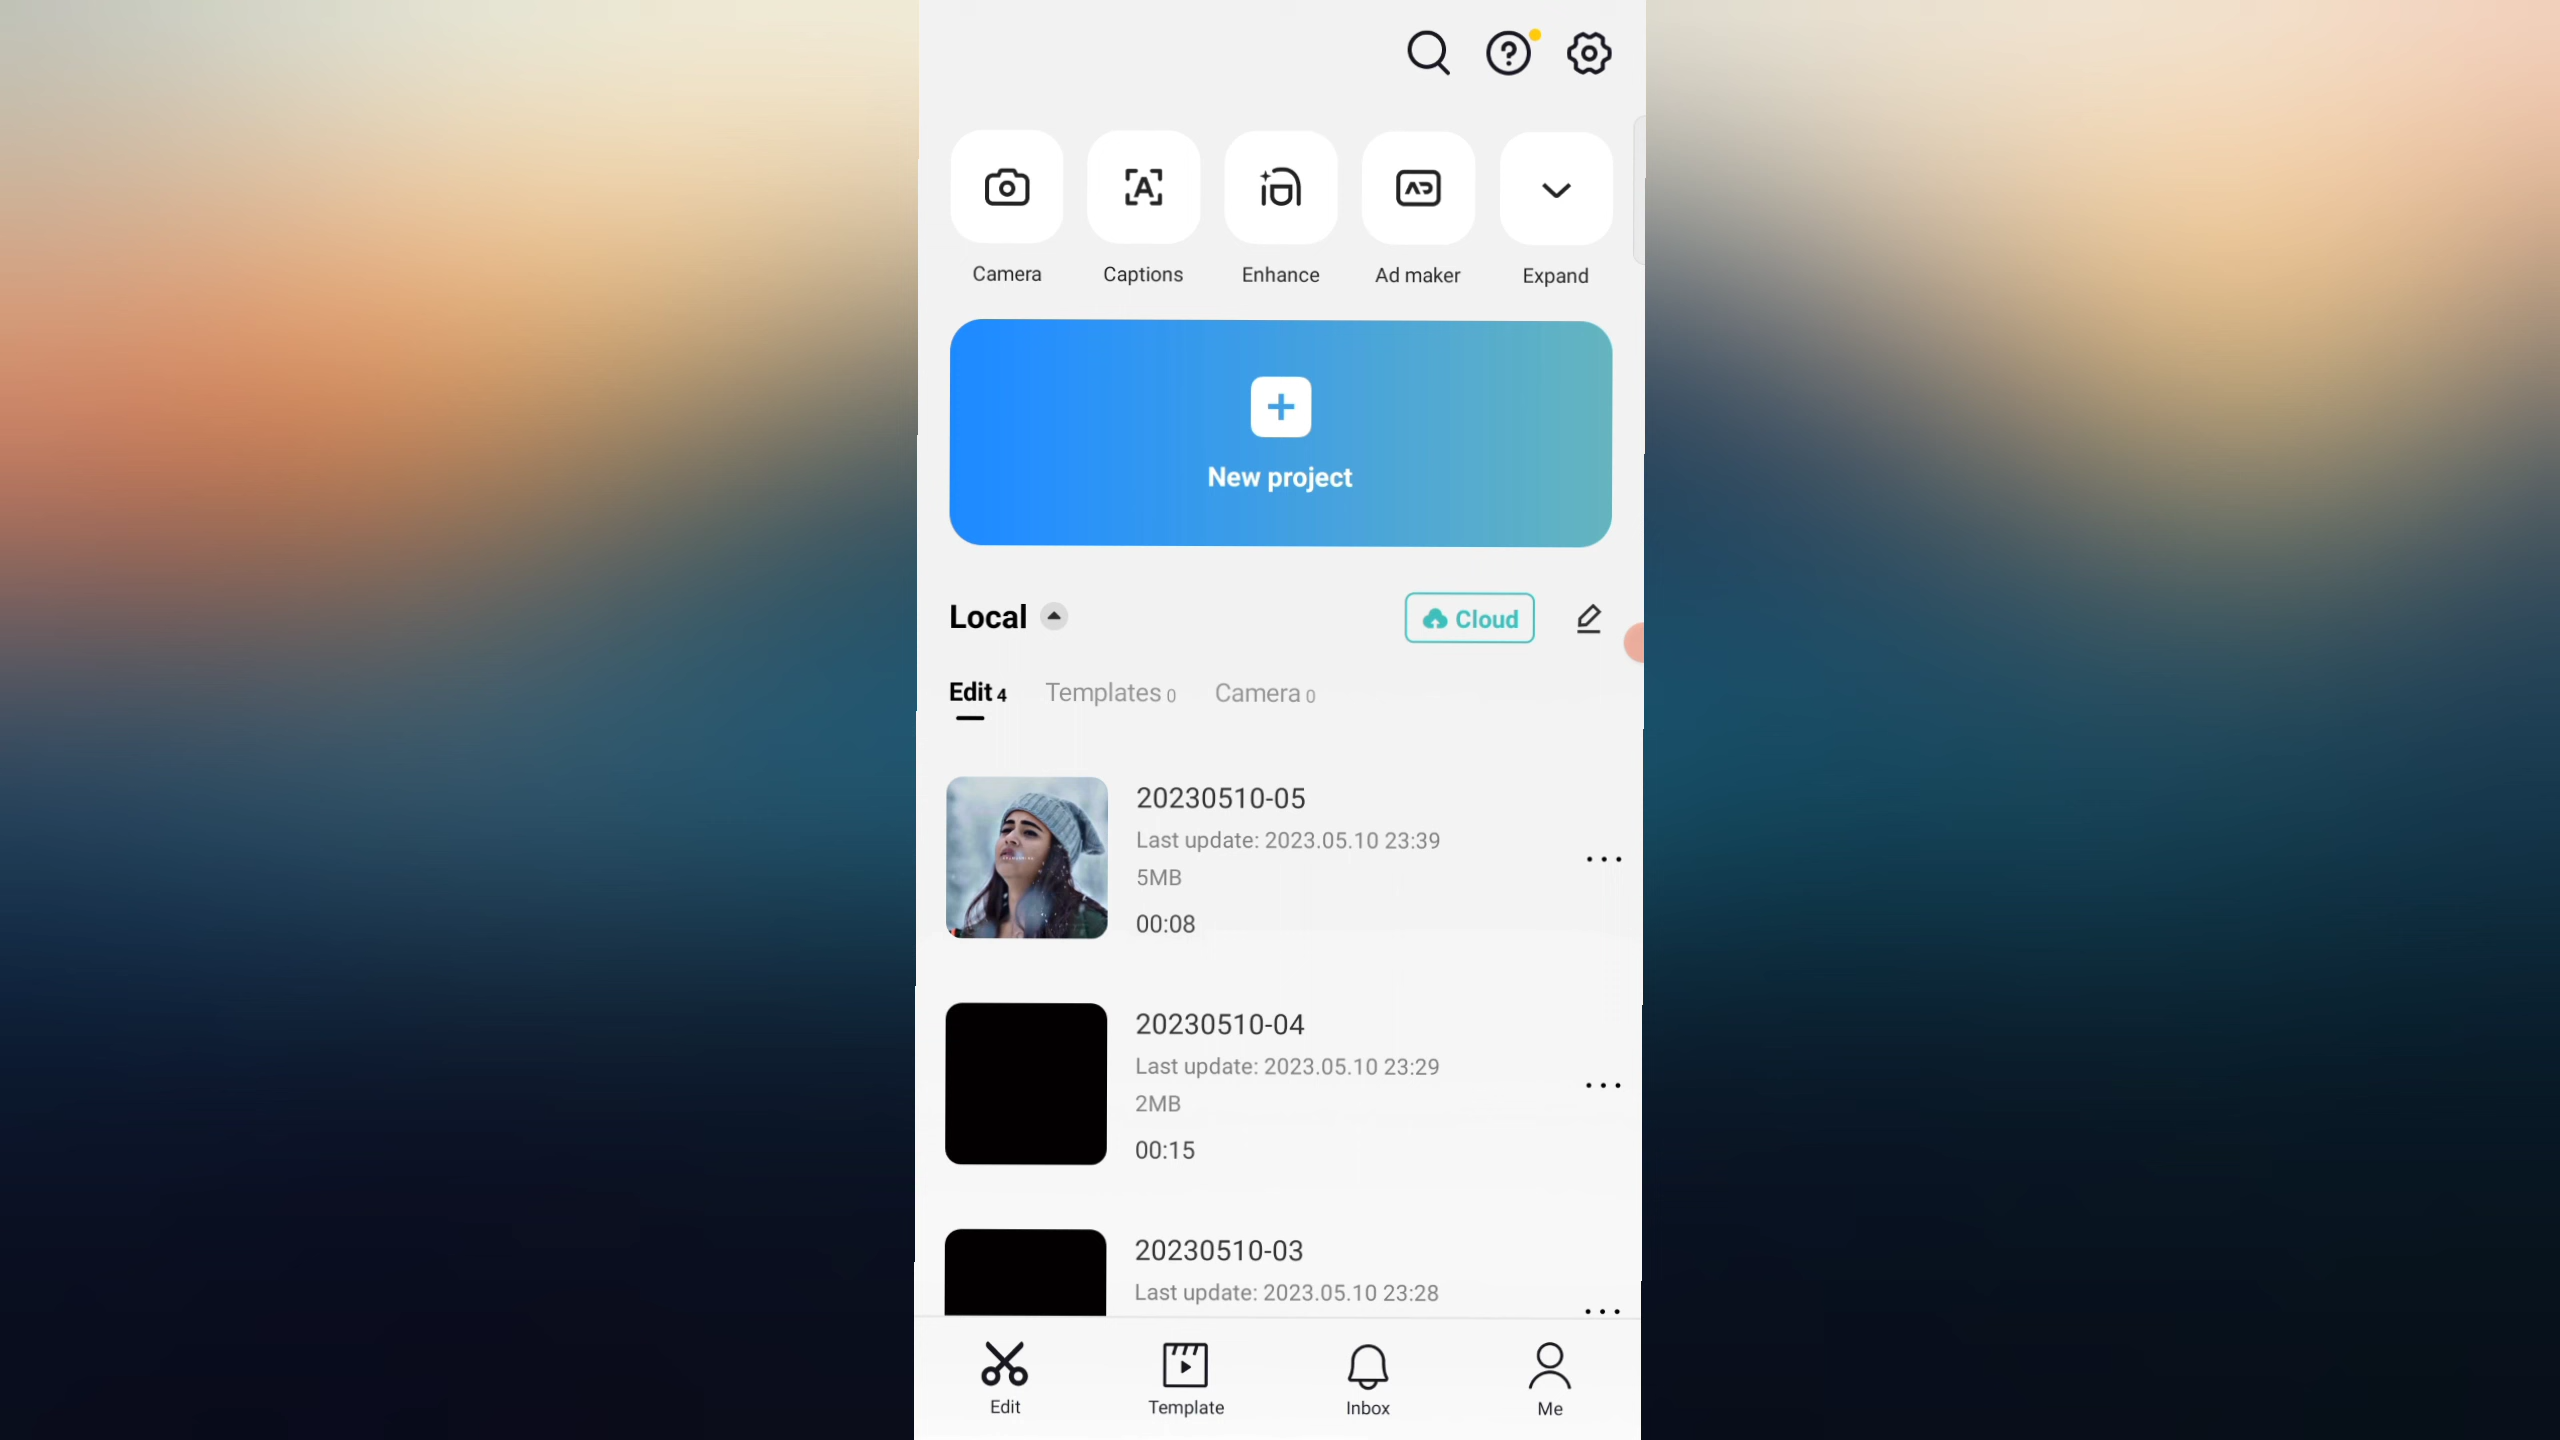 Camera
Captions
Enhance
Ad maker
Expand
New project
Local
Cloud
Edit 4
Templates 0
Camera 0
20230510-05
Last update: 2023.05.10 23:39
5MB
00:08
20230510-04
Last update: 2023.05.10 23:29
2MB
00:15
20230510-03
Last update: 2023.05.10 23:28
Edit
Template
Inbox
Me